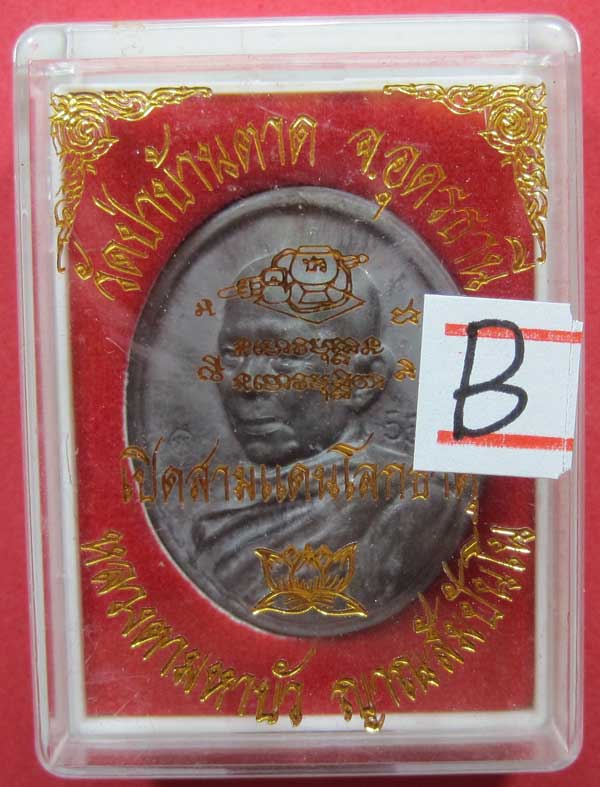 วัดป่าบ้านตาด จ.อุดรธานี
บัว
B
เปิดสามแดนโลกธาตุ
หลวงตามหาบัว ญาณสัมปันโน